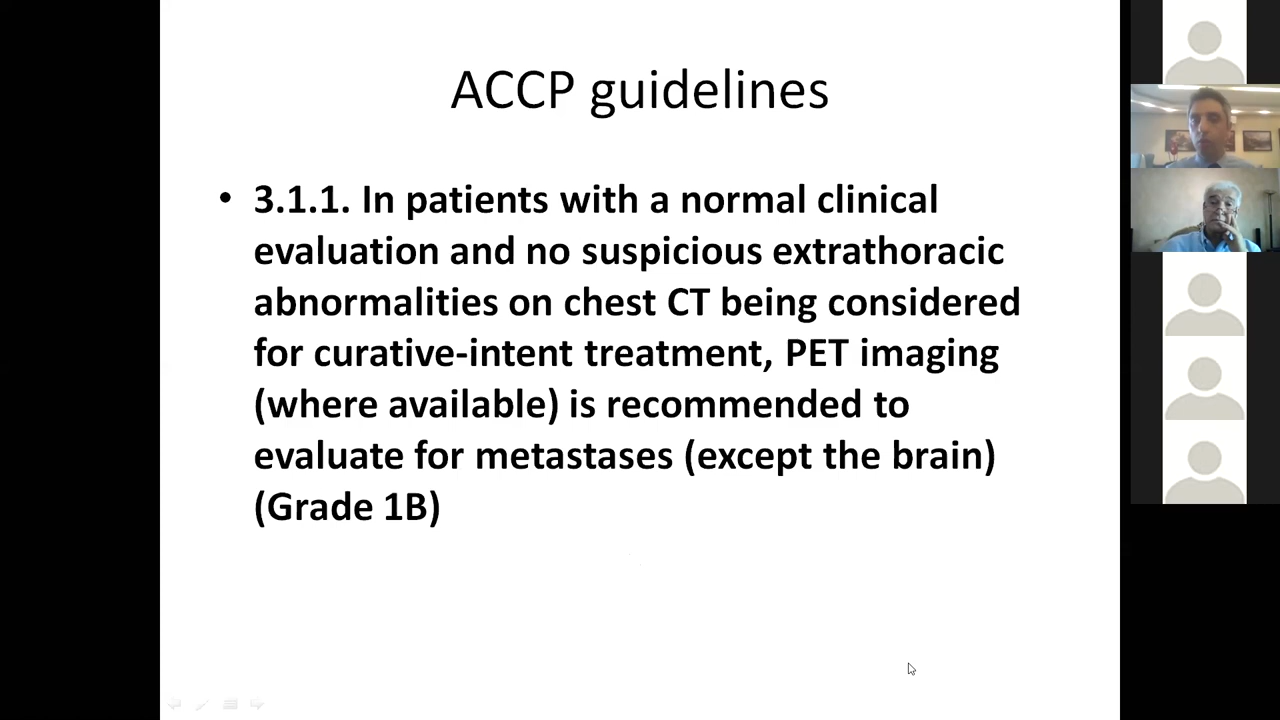 ACCP guidelines
• 3.1.1. In patients with a normal clinical
evaluation and no suspicious extrathoracic
abnormalities on chest CT being considered
for curative-intent treatment, PET imaging
(where available) is recommended to
evaluate for metastases (except the brain)
(Grade 1B)